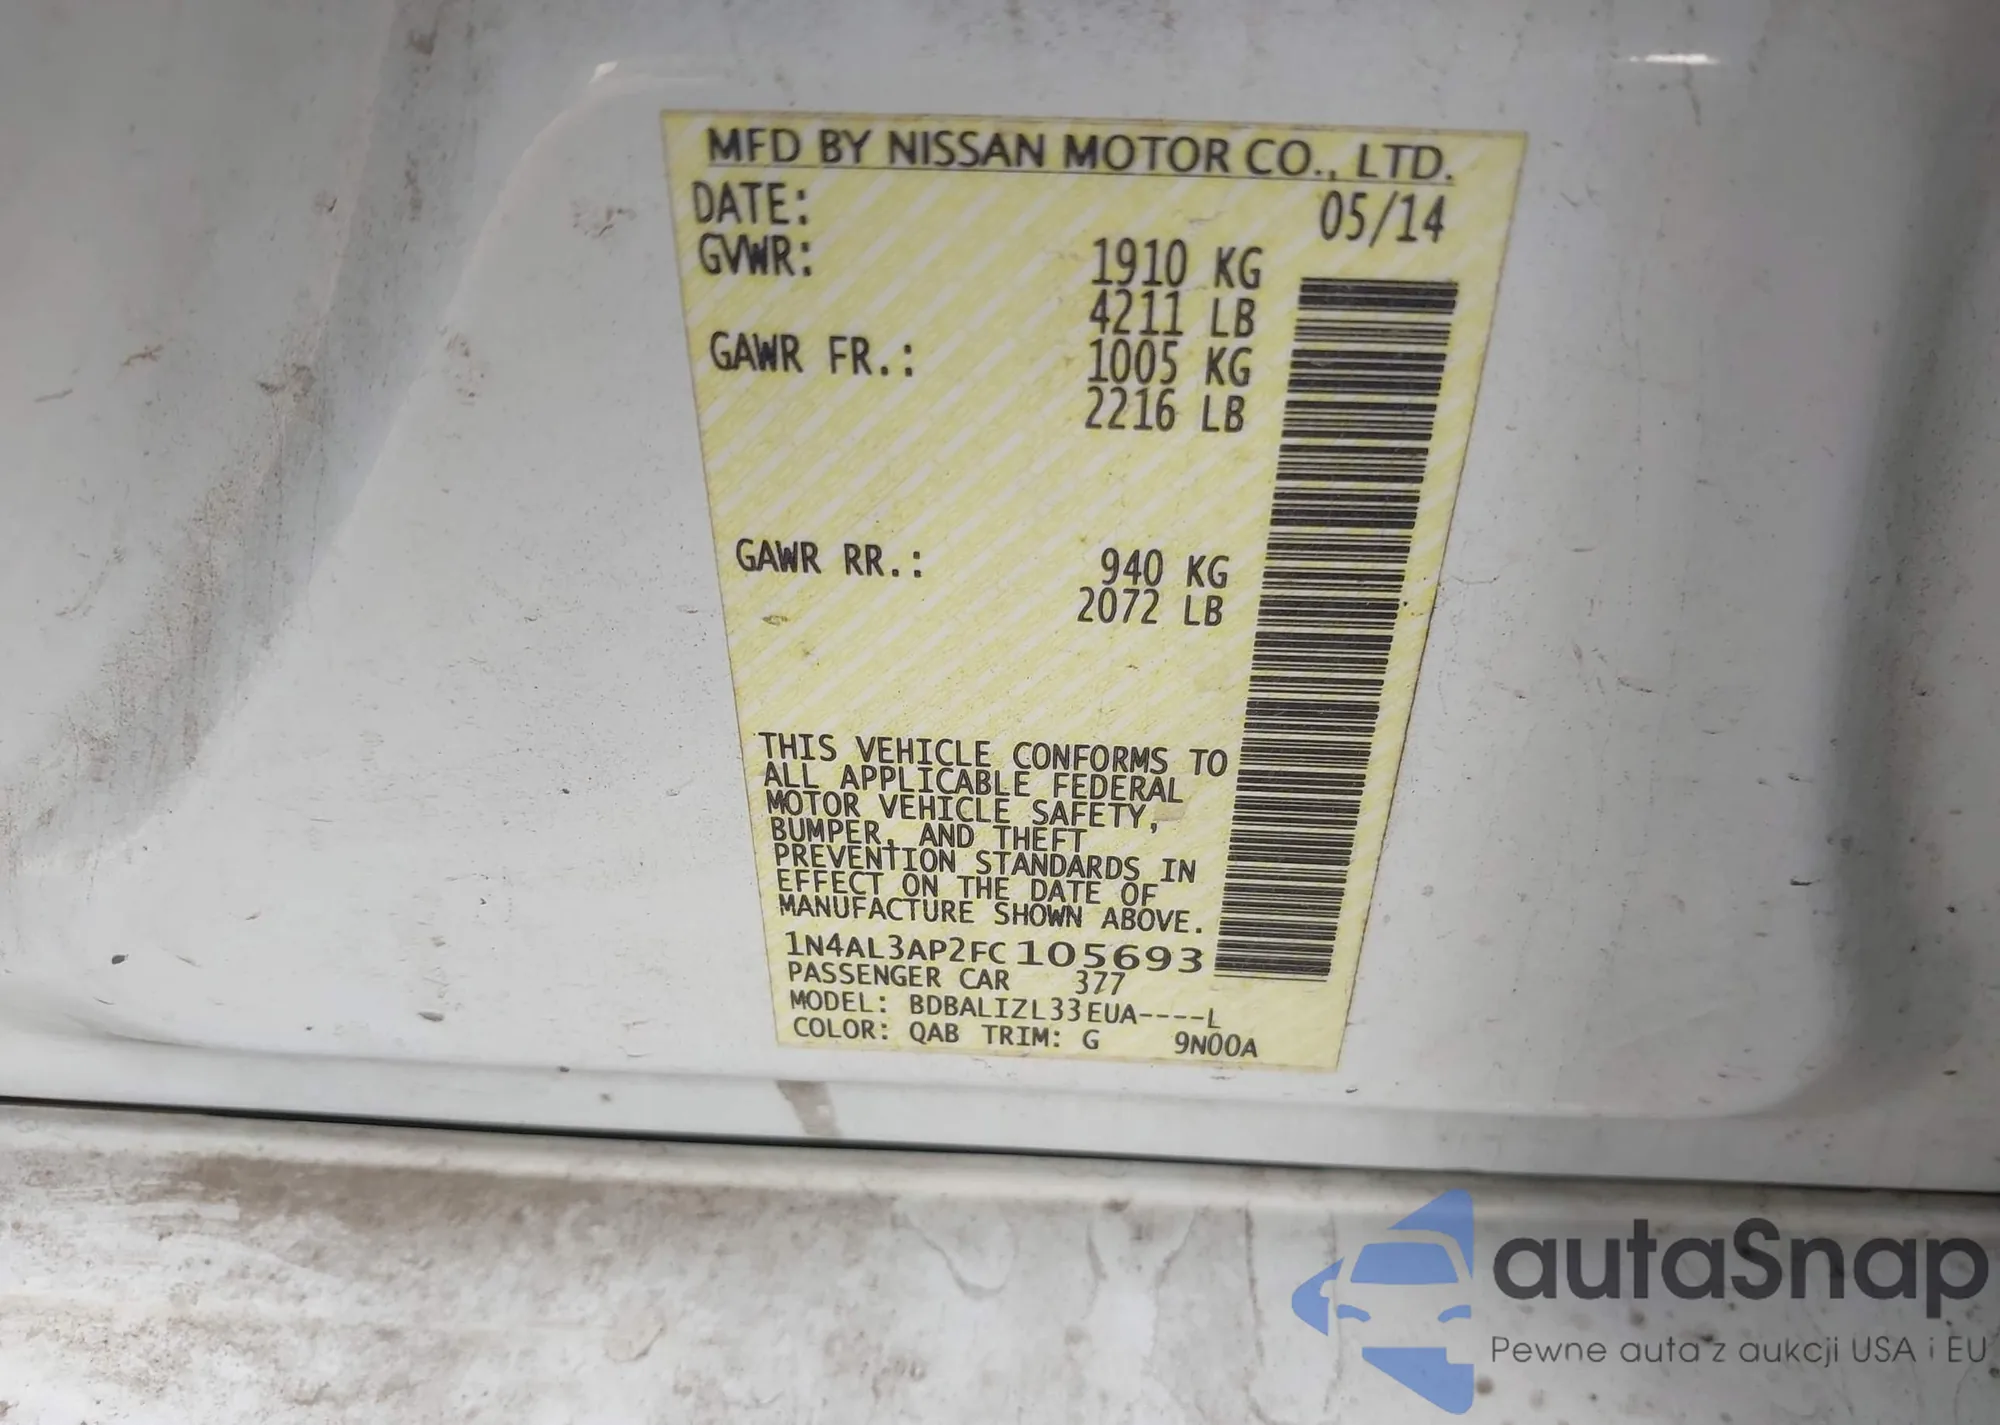 MFD BY NISSAN MOTOR CO., LTD.
DATE: 05/14
GVWR: 1910 KG
4211 LB
GAWR FR.: 1005 KG
2216 LB
GAWR RR.: 940 KG
2072 LB
THIS VEHICLE CONFORMS TO
ALL APPLICABLE FEDERAL
MOTOR VEHICLE SAFETY,
BUMPER, AND THEFT
PREVENTION STANDARDS IN
EFFECT ON THE DATE OF
MANUFACTURE SHOWN ABOVE.
1N4AL3AP2FC105693
PASSENGER CAR 377
MODEL: BDBALIZL33EUA----L
COLOR: QAB TRIM: G 9N00A
autaSnap
Pewne auta z aukcji USA i EU